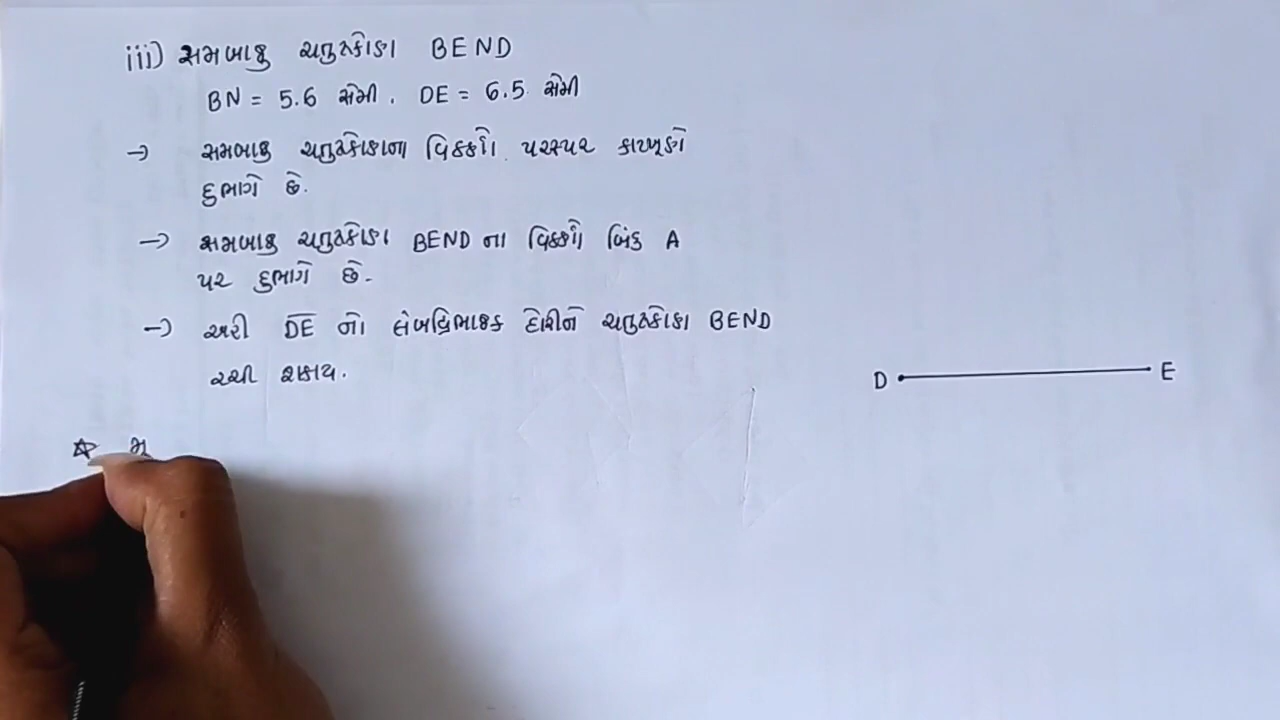 iii) સમબાજુ ચતુષ્કોણ BEND
BN = 5.6 સેમી. DE = 6.5 સેમી
→ સમબાજુ ચતુષ્કોણના વિકર્ણો પરસ્પર કાટખૂણે
દુભાગે છે.
→ સમબાજુ ચતુષ્કોણ BEND ના વિકર્ણો બિંદુ A
પર દુભાગે છે.
→ અહી DE નો લંબદ્વિભાજક દોરીને ચતુષ્કોણ BEND
રચી શકાય.
D E
☆ મુ